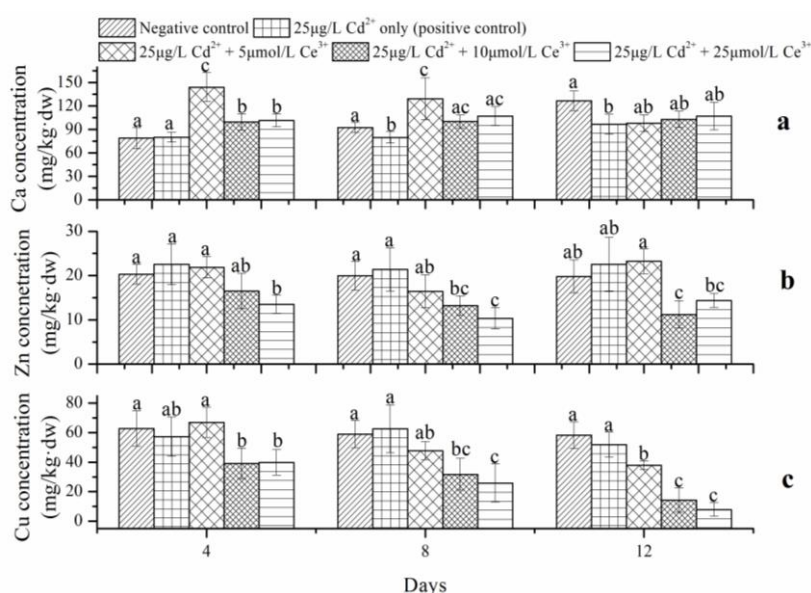 Negative control 25μg/L Cd²⁺ only (positive control)
25μg/L Cd²⁺ + 5μmol/L Ce³⁺ 25μg/L Cd²⁺ + 10μmol/L Ce³⁺ 25μg/L Cd²⁺ + 25μmol/L Ce³⁺
Ca concentration
(mg/kg·dw)
150
120
90
60
30
0
a a c b b
a b c ac ac
a b ab ab ab
a
Zn concnetration
(mg/kg·dw)
30
20
10
0
a a a ab b
a a ab bc c
ab ab a c bc
b
Cu concentration
(mg/kg·dw)
80
60
40
20
0
a ab a b b
a a ab bc c
a a b c c
c
4 8 12
Days